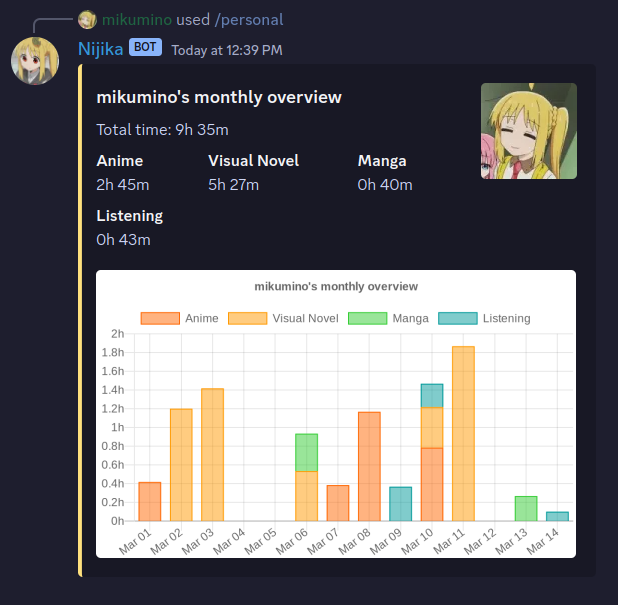 mikumino used /personal
Nijika BOT Today at 12:39 PM
mikumino's monthly overview
Total time: 9h 35m
Anime Visual Novel Manga
2h 45m 5h 27m 0h 40m
Listening
0h 43m
mikumino's monthly overview
Anime Visual Novel Manga Listening
2h
1.8h
1.6h
1.4h
1.2h
1h
0.8h
0.6h
0.4h
0.2h
0h
Mar 01 Mar 02 Mar 03 Mar 04 Mar 05 Mar 06 Mar 07 Mar 08 Mar 09 Mar 10 Mar 11 Mar 12 Mar 13 Mar 14